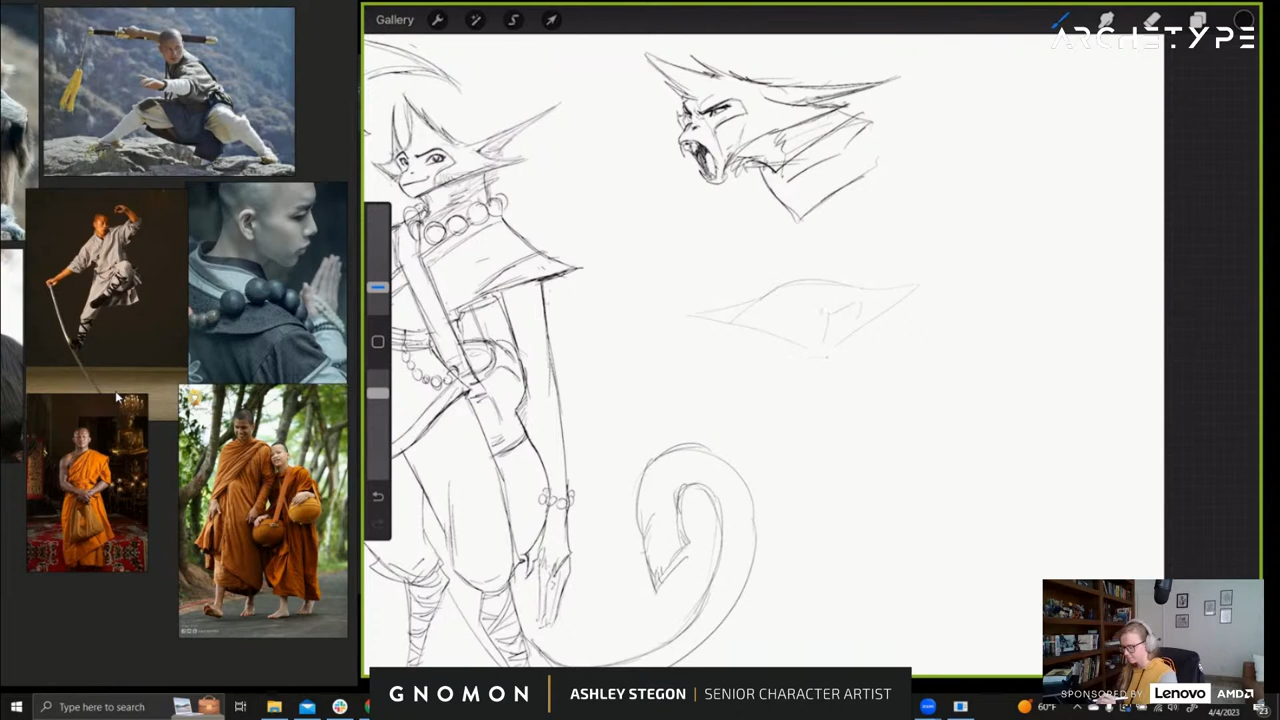 Gallery
ARCHETYPE
GNOMON
ASHLEY STEGON | SENIOR CHARACTER ARTIST
SPONSORED BY Lenovo AMD
Type here to search
60°F
4/4/2023
23